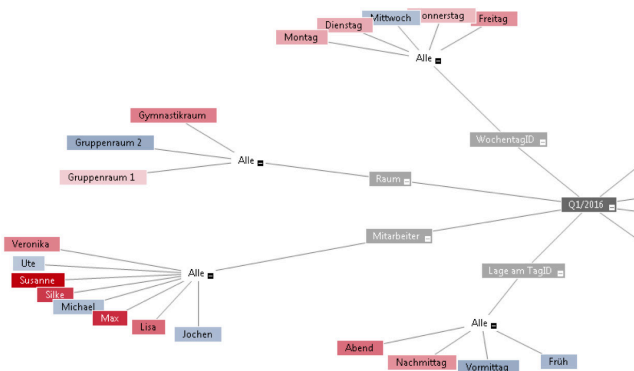 Mittwoch
onnerstag
Dienstag
Freitag
Montag
Alle
Gymnastikraum
WochentagID
Gruppenraum 2
Alle
Gruppenraum 1
Raum
Q1/2016
Mitarbeiter
Veronika
Ute
Alle
Lage am TagID
Susanne
Silke
Michael
Max
Lisa
Jochen
Alle
Abend
Nachmittag
Vormittag
Früh